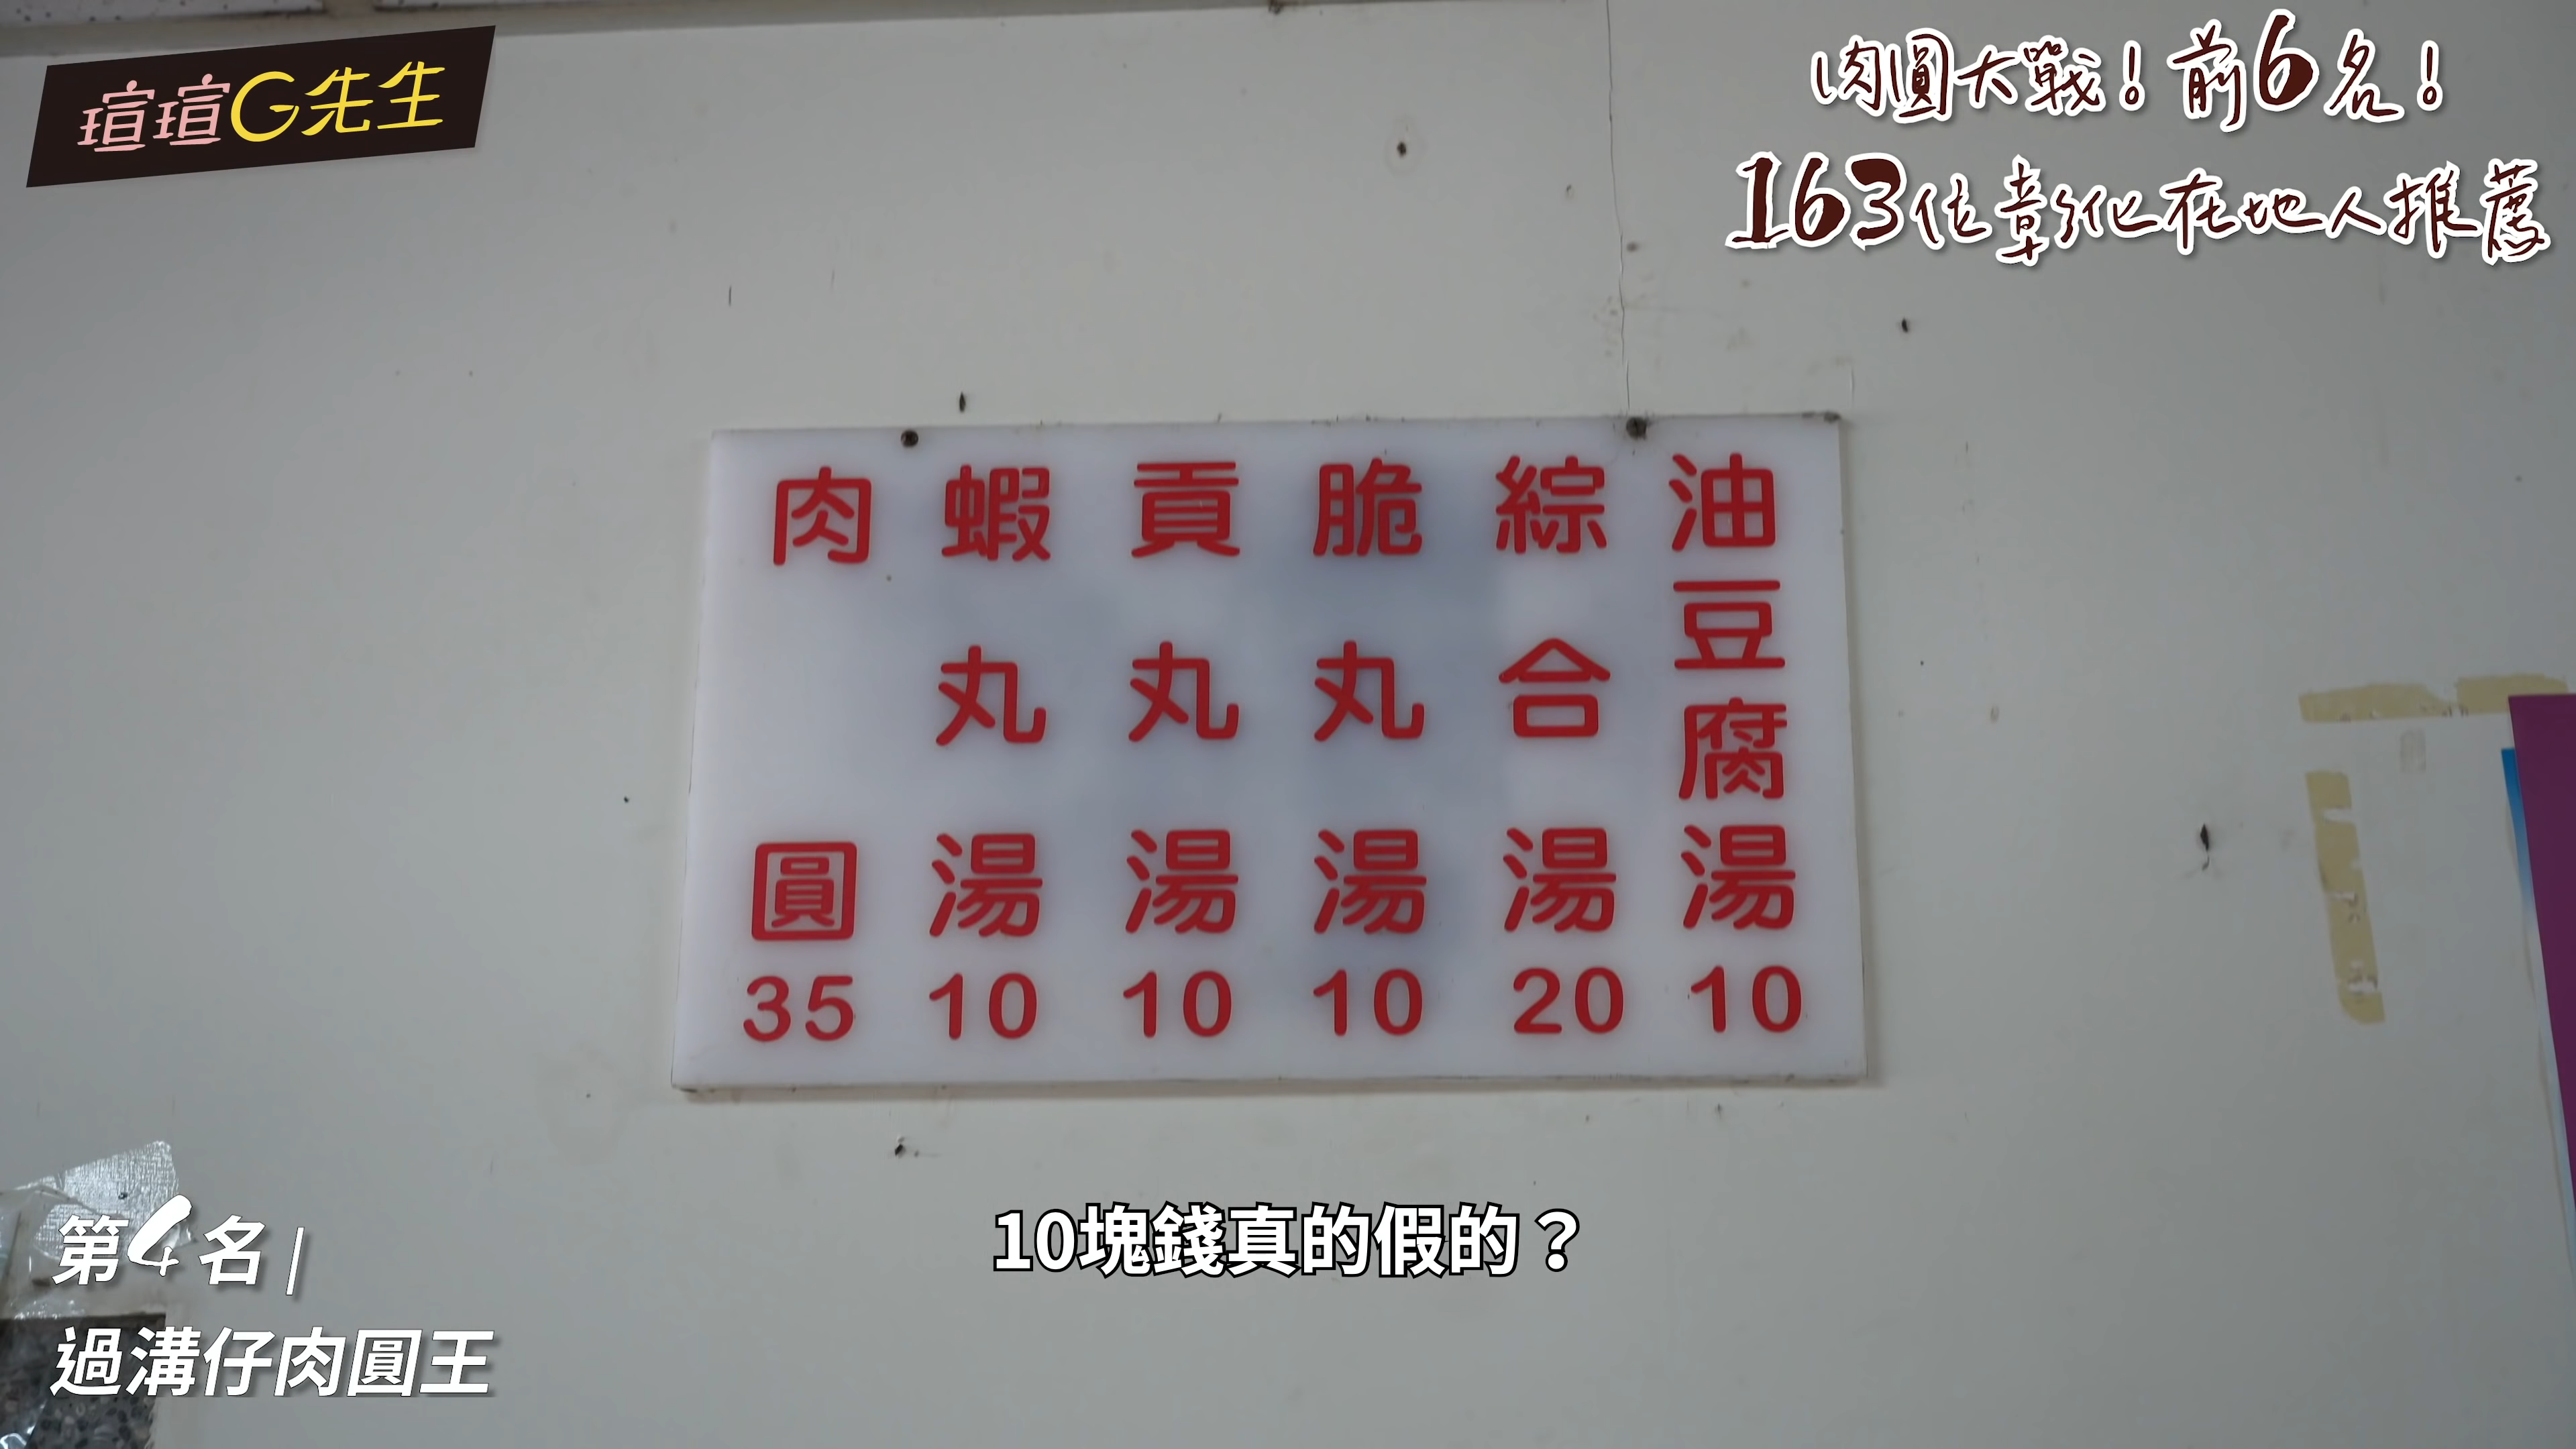 瑄瑄G先生
肉圓大戰！前6名！
163位彰化在地人推薦
肉圓 35
蝦丸湯 10
貢丸湯 10
脆丸湯 10
綜合湯 20
油豆腐湯 10
10塊錢真的假的？
第4名｜
過溝仔肉圓王